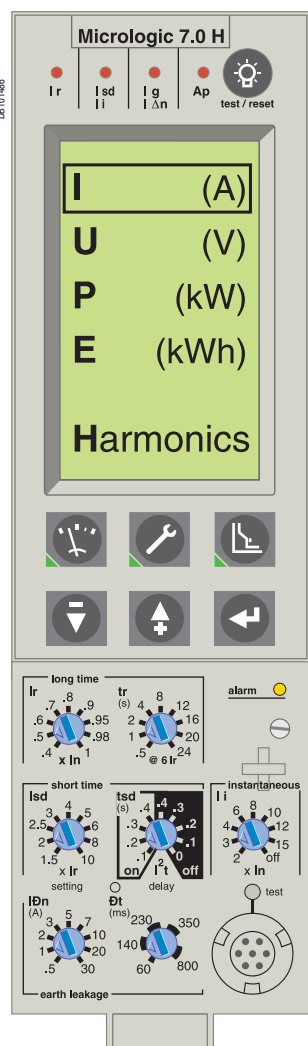 Micrologic 7.0 H
DB101486
Ir
Isd
Ii
Ig
I∆n
Ap
test / reset
I (A)
U (V)
P (kW)
E (kWh)
Harmonics
long time
alarm
Ir
.4 .5 .6 .7 .8 .9 .95 .98 1
x In
tr
(s)
.5 1 2 4 8 12 16 20 24
@ 6 Ir
short time
instantaneous
Isd
1.5 2 2.5 3 4 5 6 8 10
x Ir
tsd
(s)
.1 .2 .3 .4 .4 .3 .2 .1 0
on I²t off
Ii
2 3 4 6 8 10 12 15 off
x In
setting
delay
test
IÐn
(A)
.5 1 2 3 5 7 10 20 30
Ðt
(ms)
60 140 230 350 800
earth leakage